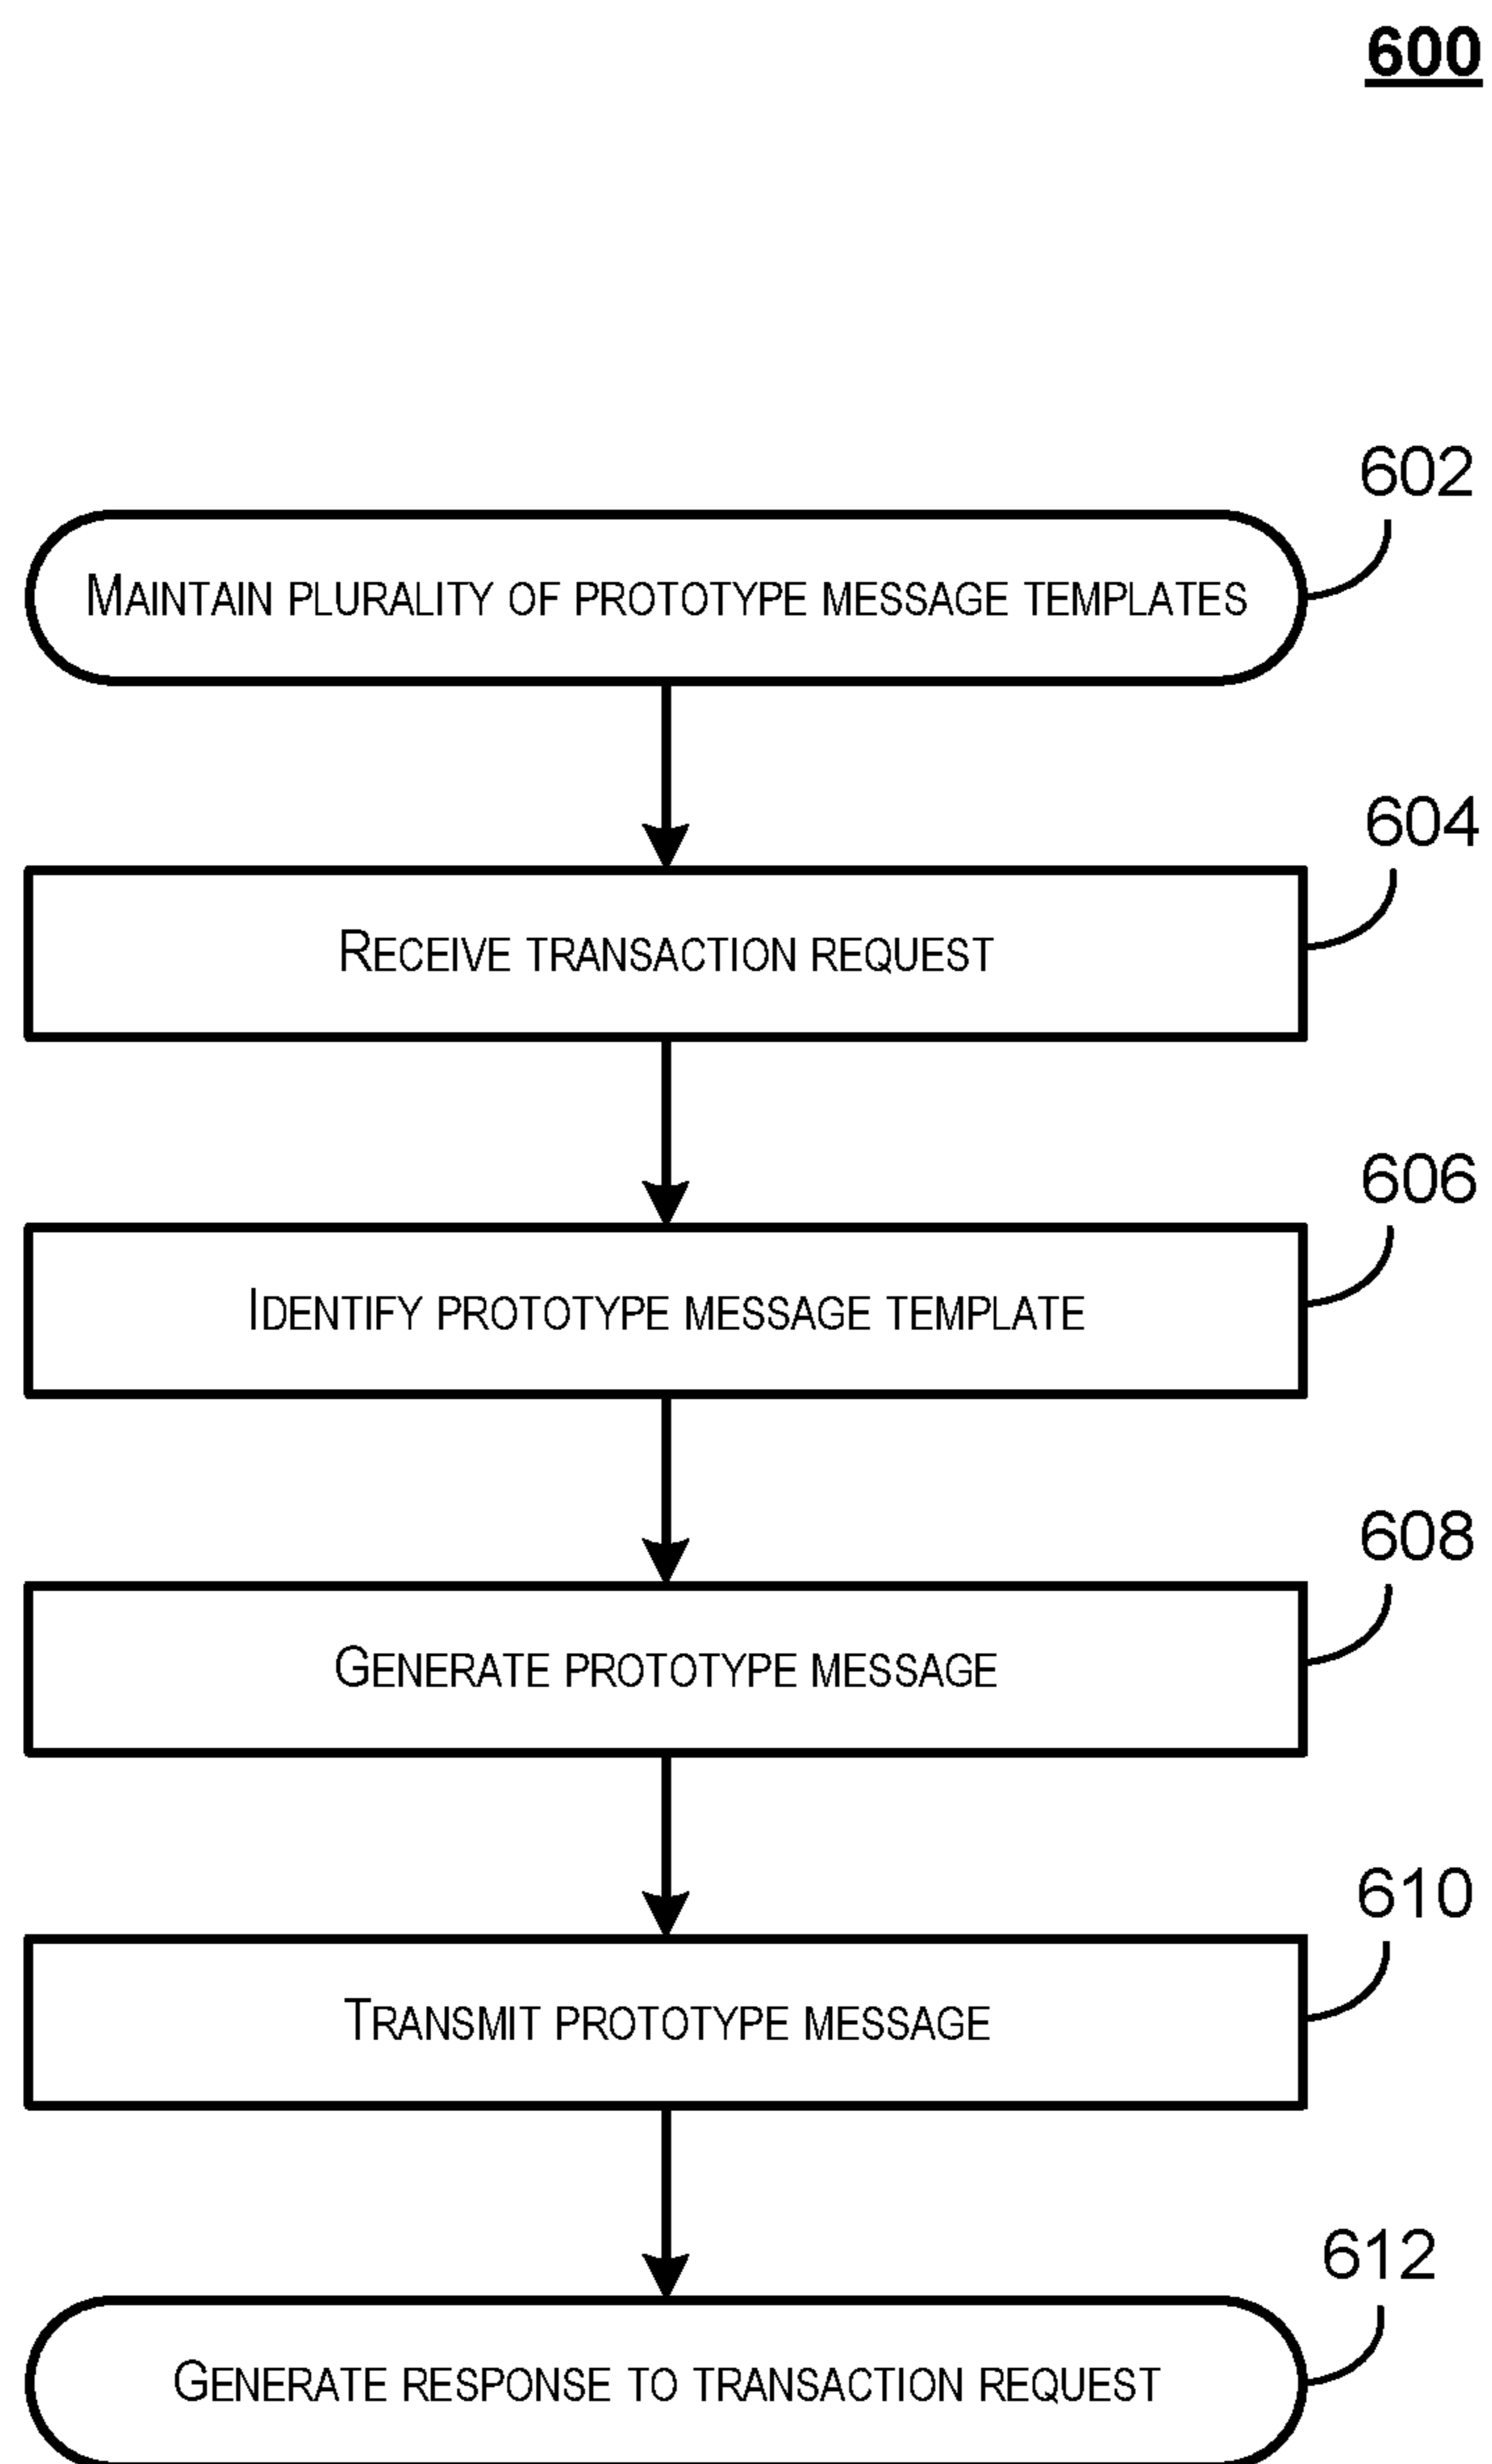 600
602
MAINTAIN PLURALITY OF PROTOTYPE MESSAGE TEMPLATES
604
RECEIVE TRANSACTION REQUEST
606
IDENTIFY PROTOTYPE MESSAGE TEMPLATE
608
GENERATE PROTOTYPE MESSAGE
610
TRANSMIT PROTOTYPE MESSAGE
612
GENERATE RESPONSE TO TRANSACTION REQUEST